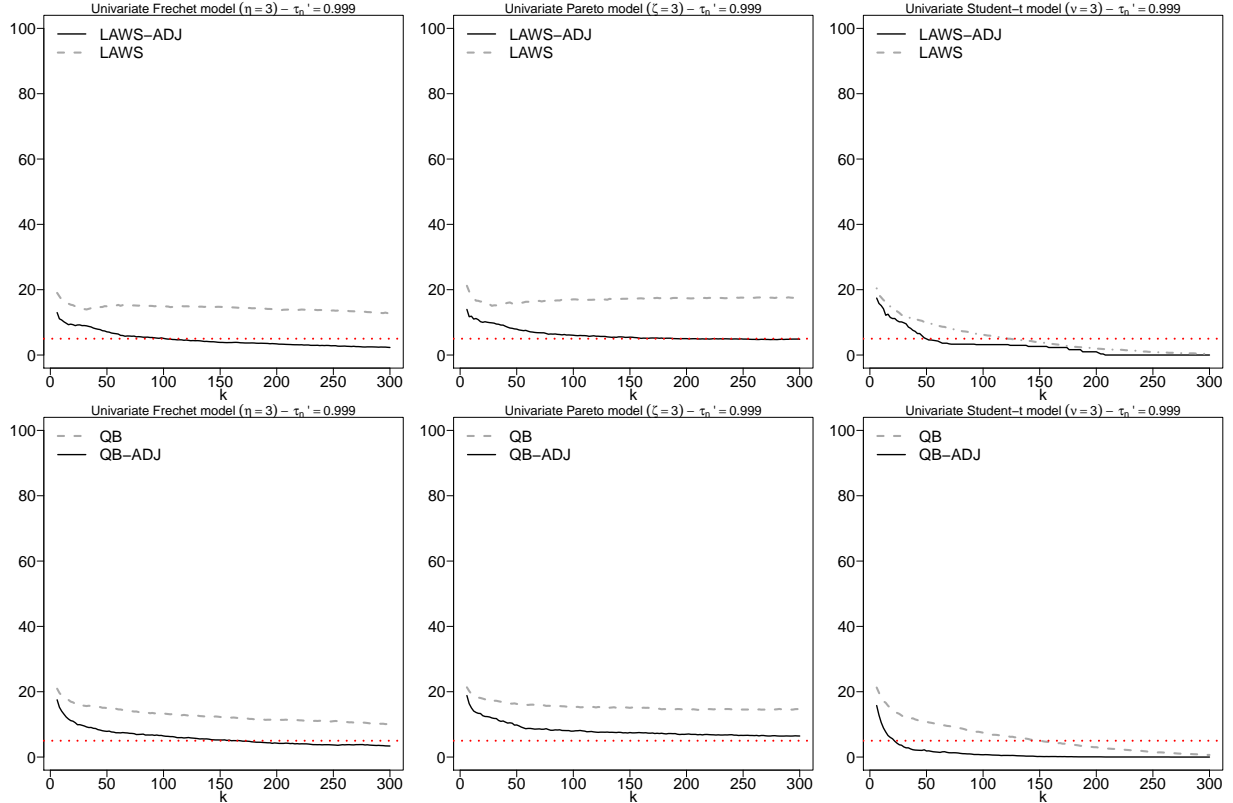 Univariate Frechet model (η = 3) − τn' = 0.999
LAWS−ADJ
LAWS
100
80
60
40
20
0
0 50 100 150 200 250 300
k
Univariate Pareto model (ζ = 3) − τn' = 0.999
LAWS−ADJ
LAWS
100
80
60
40
20
0
0 50 100 150 200 250 300
k
Univariate Student−t model (ν = 3) − τn' = 0.999
LAWS−ADJ
LAWS
100
80
60
40
20
0
0 50 100 150 200 250 300
k
Univariate Frechet model (η = 3) − τn' = 0.999
QB
QB−ADJ
100
80
60
40
20
0
0 50 100 150 200 250 300
k
Univariate Pareto model (ζ = 3) − τn' = 0.999
QB
QB−ADJ
100
80
60
40
20
0
0 50 100 150 200 250 300
k
Univariate Student−t model (ν = 3) − τn' = 0.999
QB
QB−ADJ
100
80
60
40
20
0
0 50 100 150 200 250 300
k